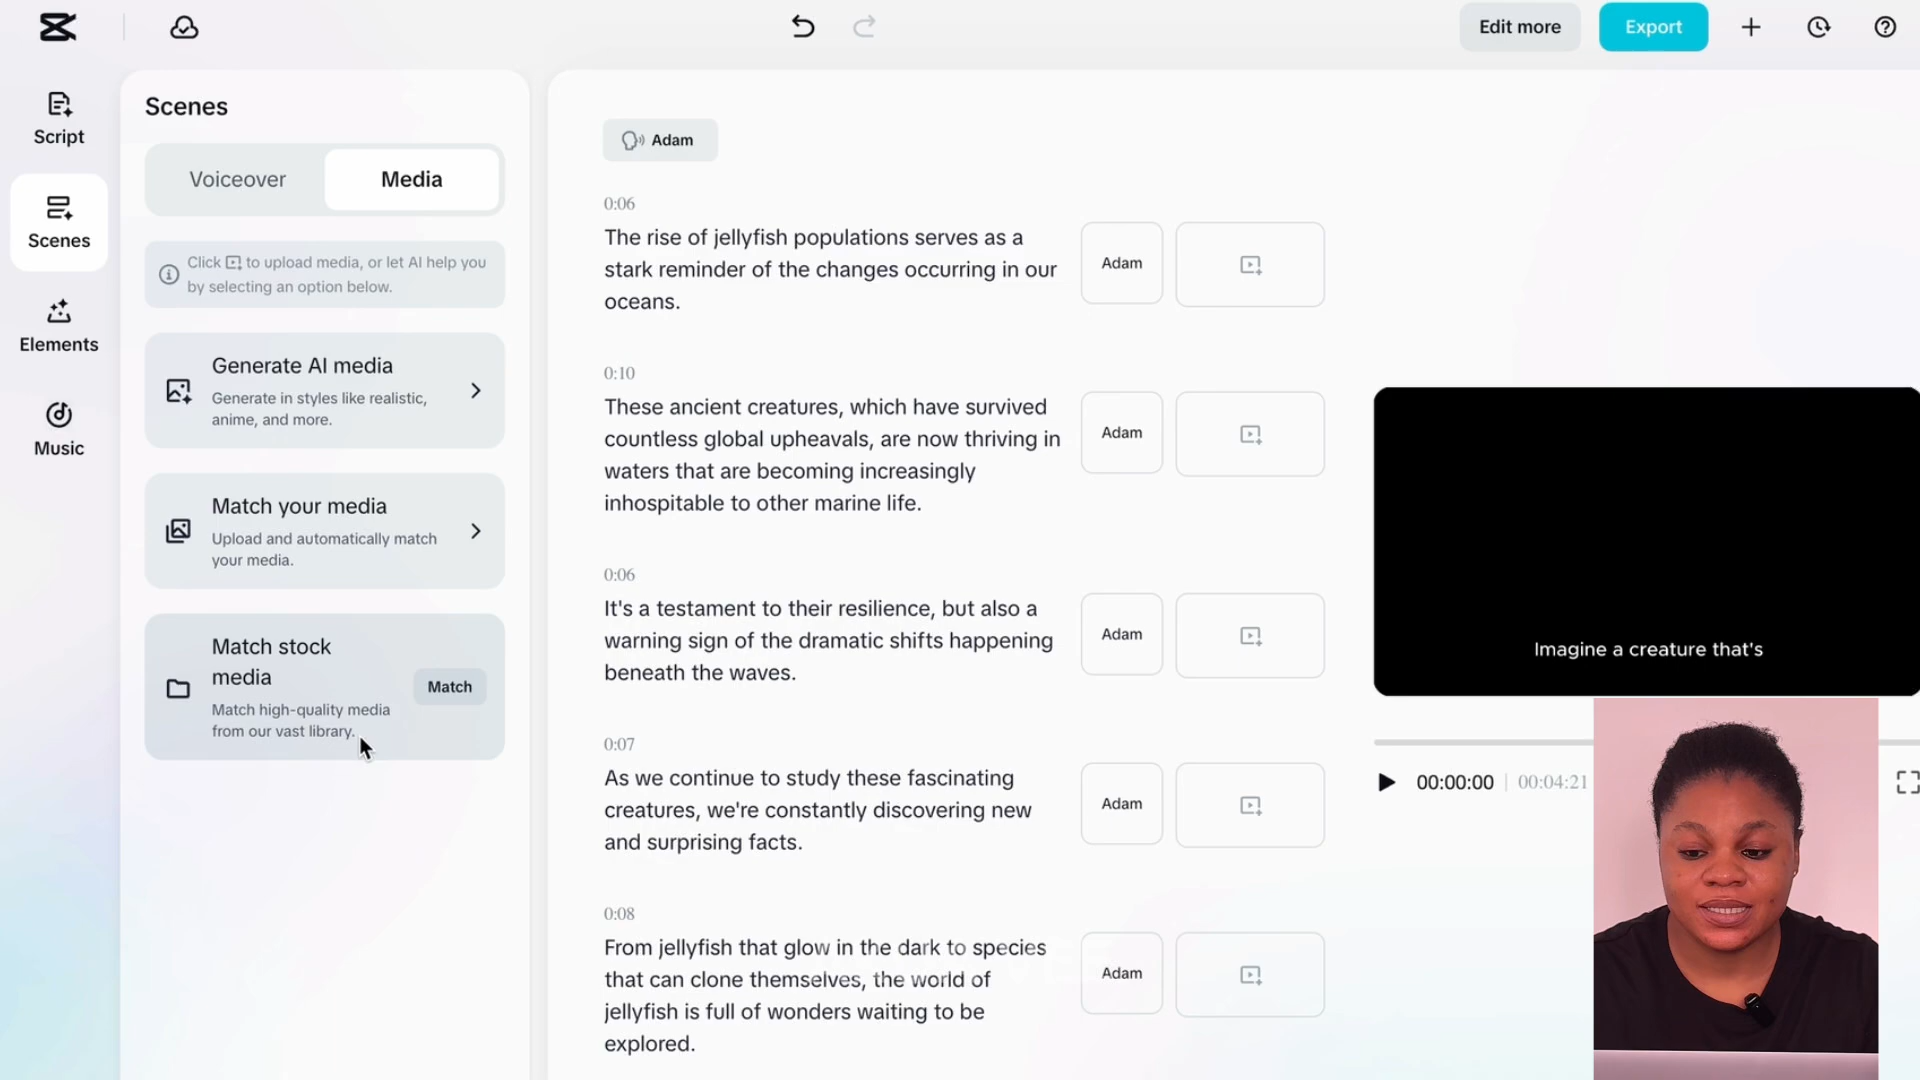 Edit more
Export
Script
Scenes
Elements
Music
Scenes
Voiceover
Media
Click to upload media, or let AI help you
by selecting an option below.
Generate AI media
Generate in styles like realistic,
anime, and more.
Match your media
Upload and automatically match
your media.
Match stock
media
Match high-quality media
from our vast library.
Match
Adam
0:06
The rise of jellyfish populations serves as a
stark reminder of the changes occurring in our
oceans.
Adam
0:10
These ancient creatures, which have survived
countless global upheavals, are now thriving in
waters that are becoming increasingly
inhospitable to other marine life.
Adam
0:06
It's a testament to their resilience, but also a
warning sign of the dramatic shifts happening
beneath the waves.
Adam
0:07
As we continue to study these fascinating
creatures, we're constantly discovering new
and surprising facts.
Adam
0:08
From jellyfish that glow in the dark to species
that can clone themselves, the world of
jellyfish is full of wonders waiting to be
explored.
Adam
Imagine a creature that's
00:00:00 | 00:04:21